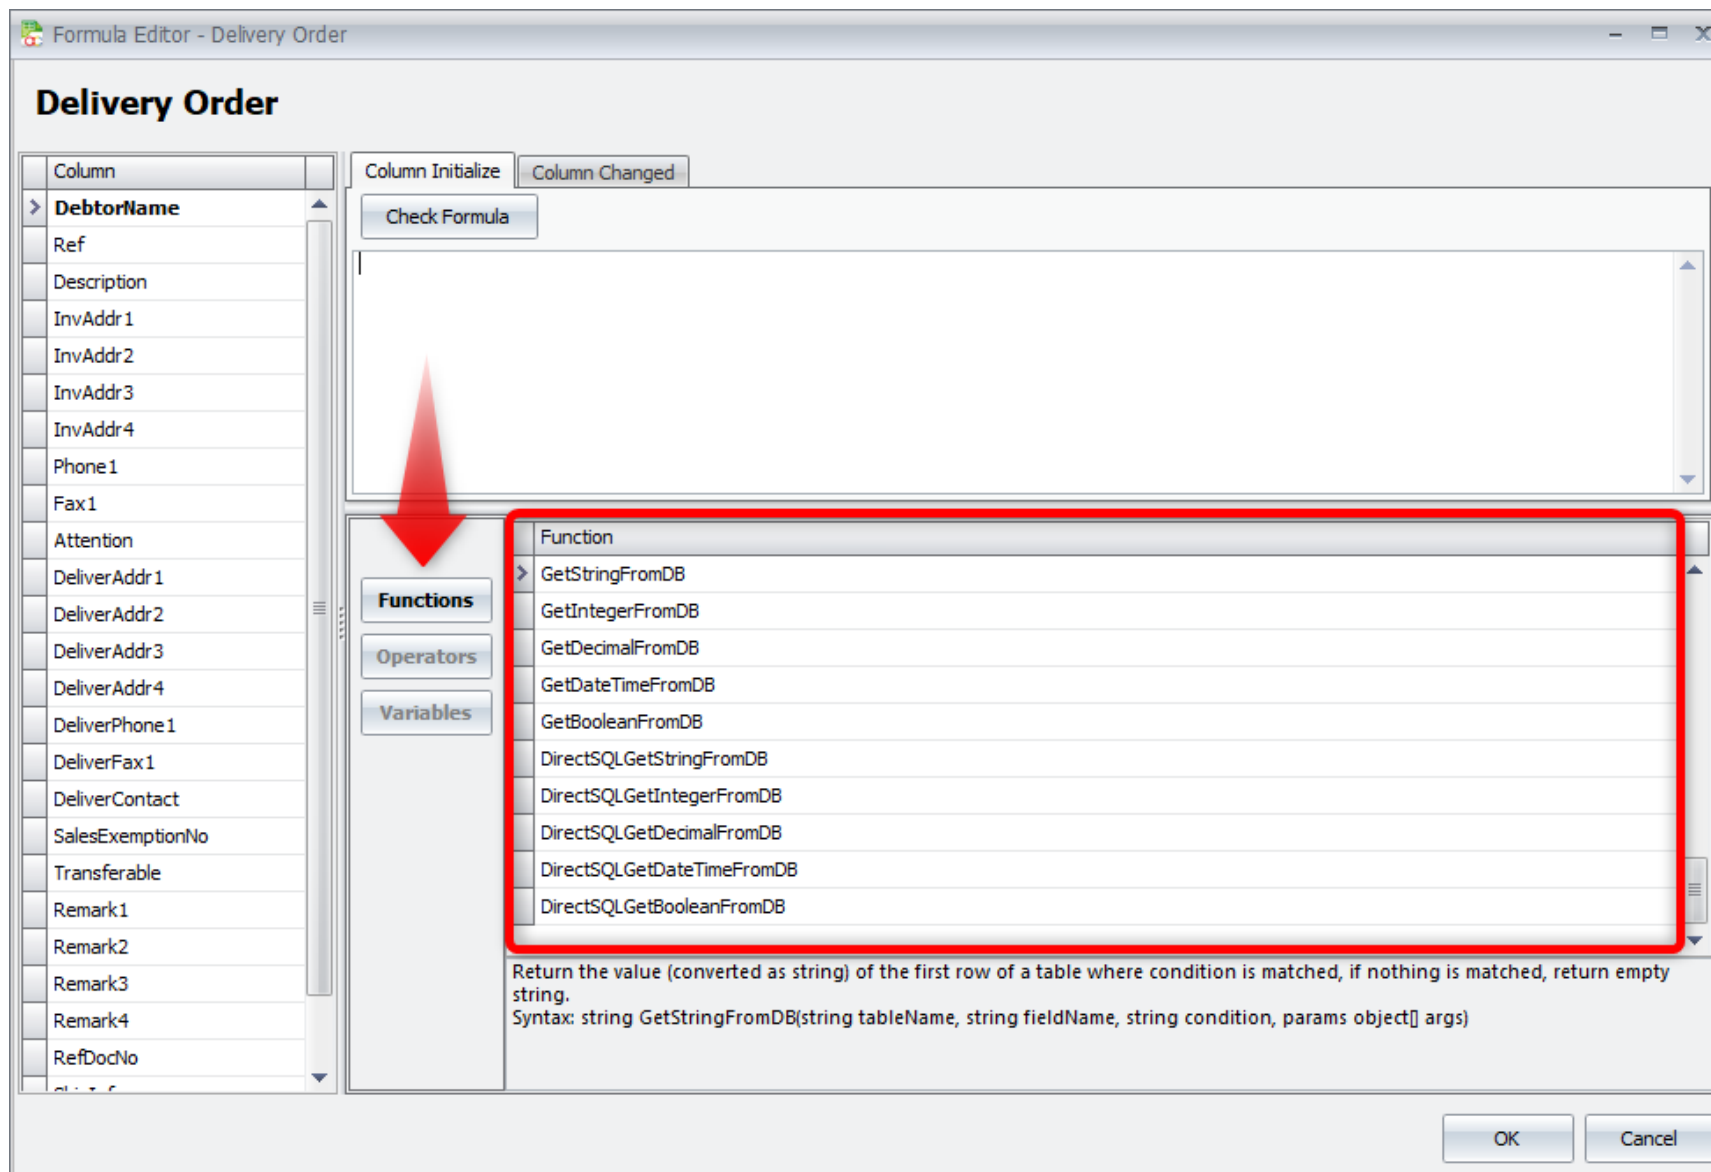 Formula Editor - Delivery Order
Delivery Order
Column
DebtorName
Ref
Description
InvAddr1
InvAddr2
InvAddr3
InvAddr4
Phone1
Fax1
Attention
DeliverAddr1
DeliverAddr2
DeliverAddr3
DeliverAddr4
DeliverPhone1
DeliverFax1
DeliverContact
SalesExemptionNo
Transferable
Remark1
Remark2
Remark3
Remark4
RefDocNo
Column Initialize
Column Changed
Check Formula
Functions
Operators
Variables
Function
GetStringFromDB
GetIntegerFromDB
GetDecimalFromDB
GetDateTimeFromDB
GetBooleanFromDB
DirectSQLGetStringFromDB
DirectSQLGetIntegerFromDB
DirectSQLGetDecimalFromDB
DirectSQLGetDateTimeFromDB
DirectSQLGetBooleanFromDB
Return the value (converted as string) of the first row of a table where condition is matched, if nothing is matched, return empty
string.
Syntax: string GetStringFromDB(string tableName, string fieldName, string condition, params object[] args)
OK
Cancel